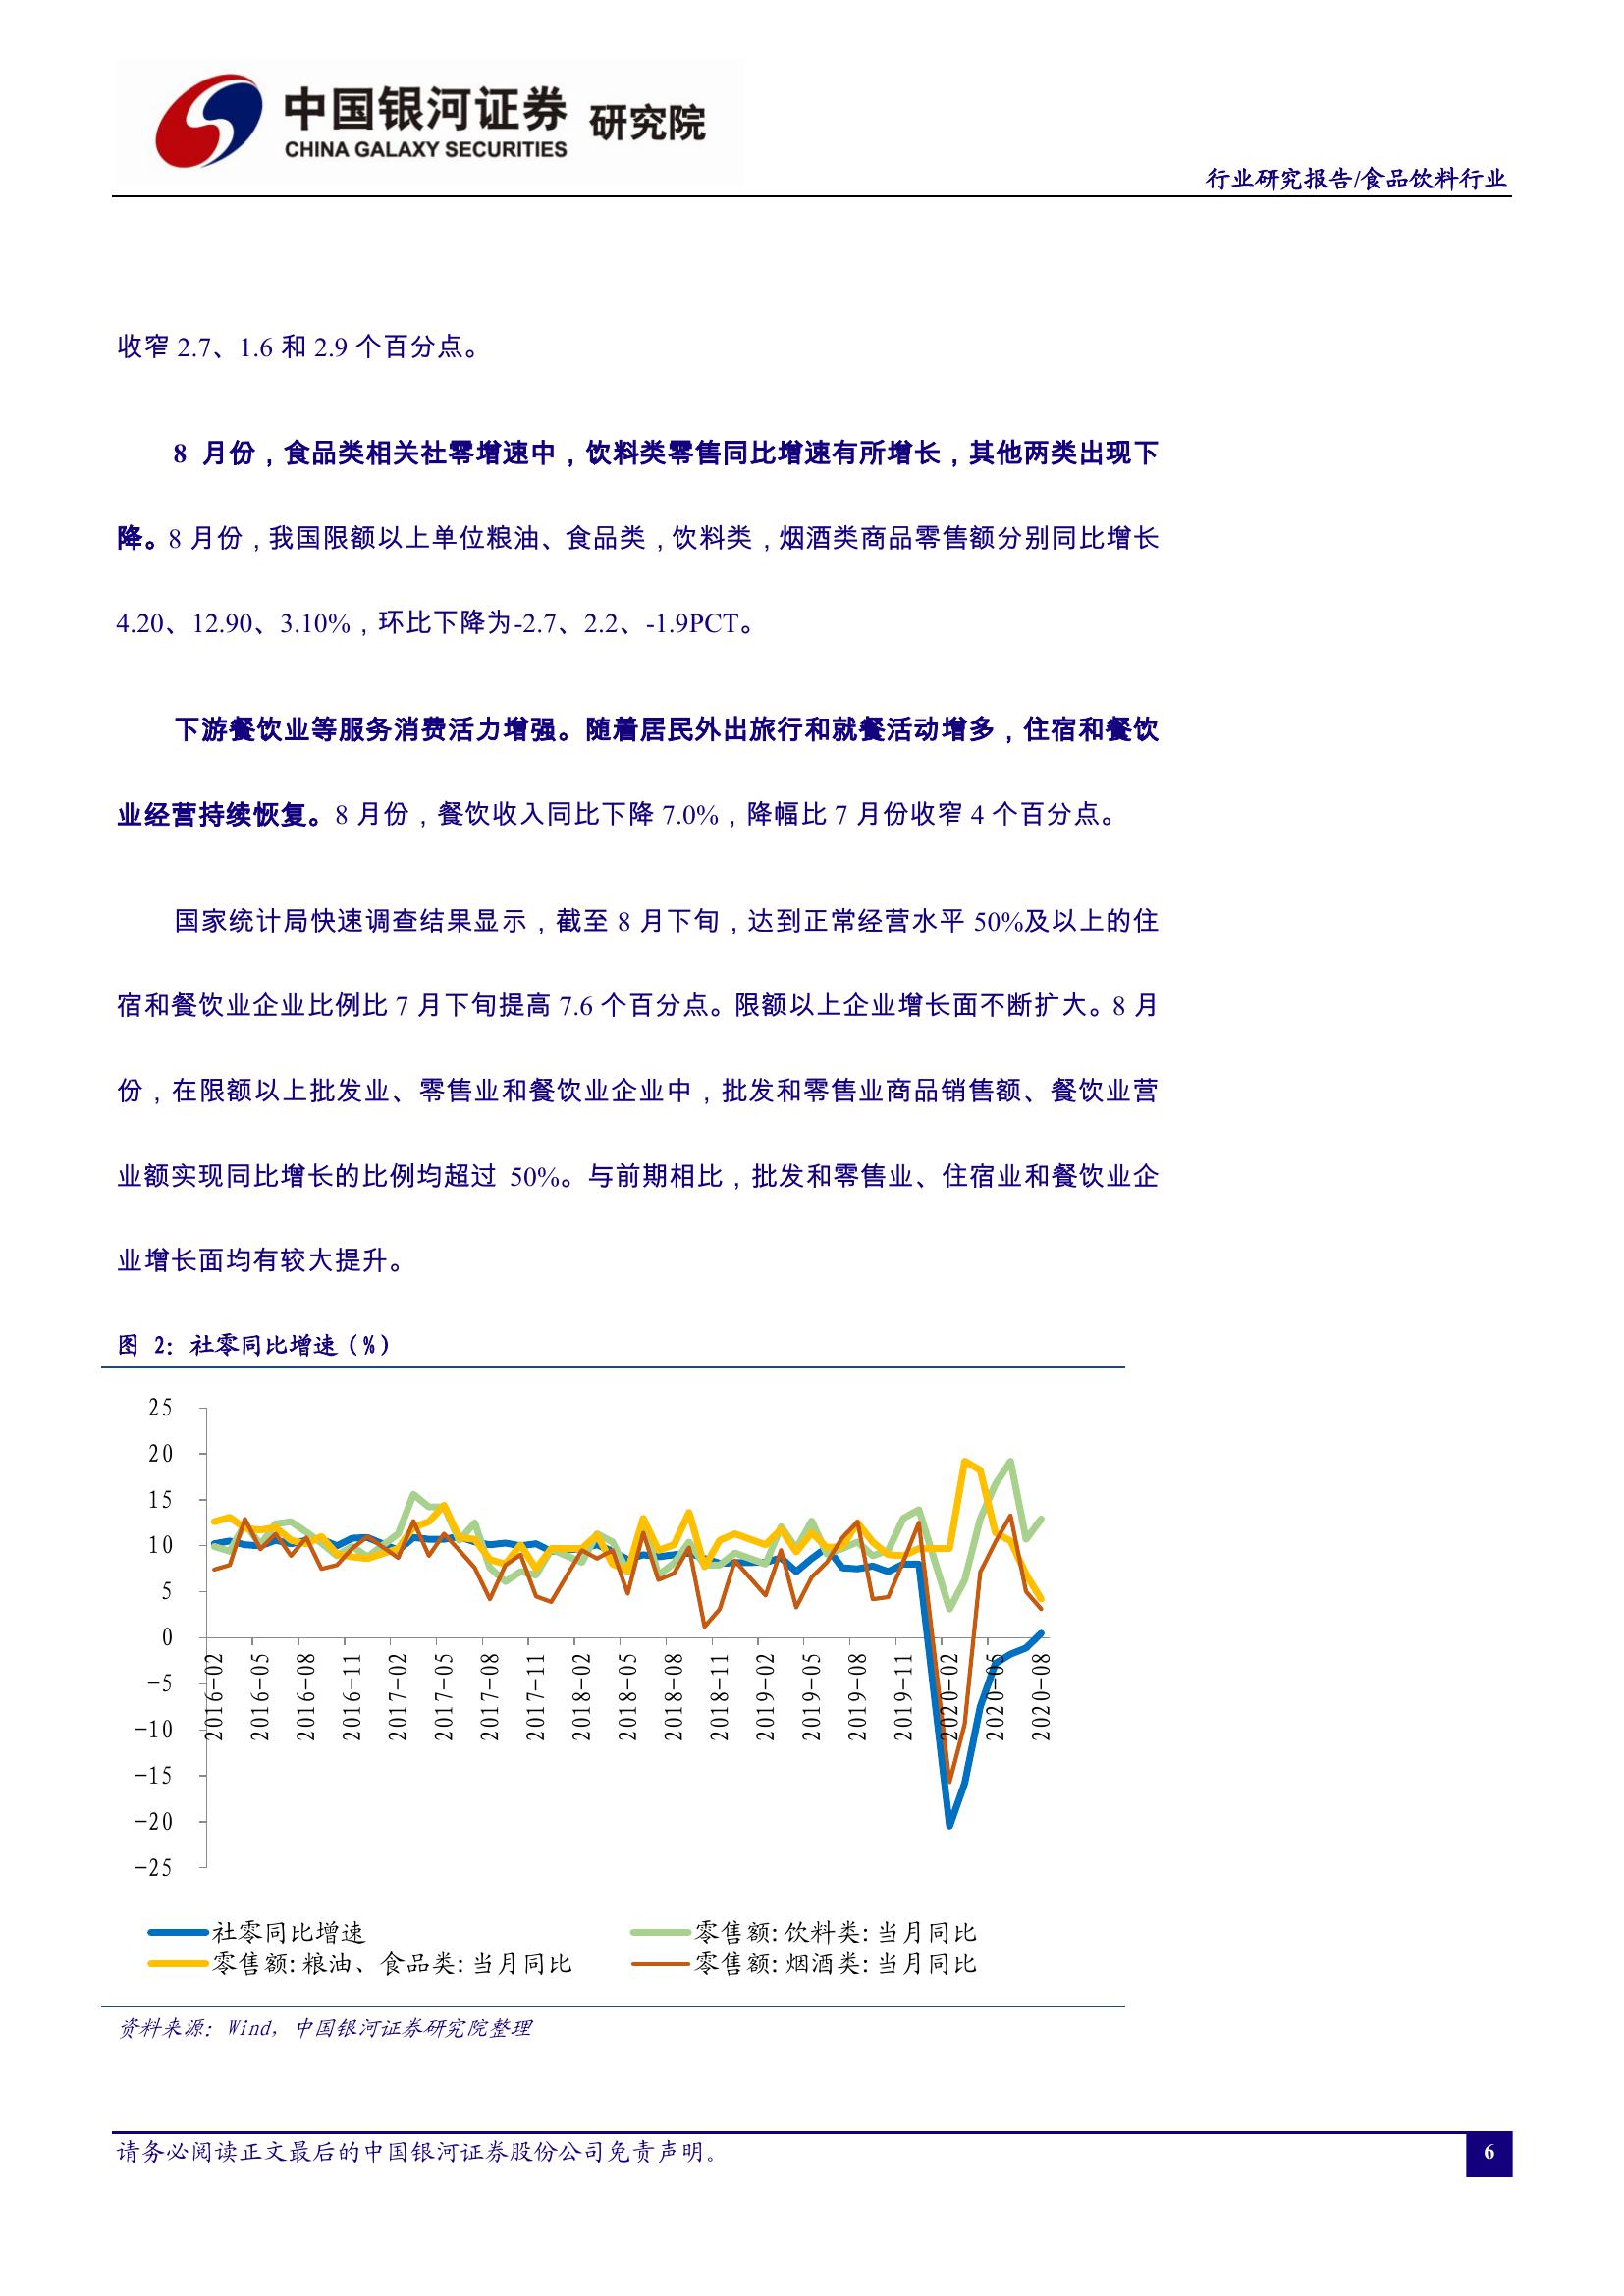 中国银河证券 研究院
CHINA GALAXY SECURITIES
行业研究报告/食品饮料行业
收窄 2.7、1.6 和 2.9 个百分点。
8 月份，食品类相关社零增速中，饮料类零售同比增速有所增长，其他两类出现下
降。8 月份，我国限额以上单位粮油、食品类，饮料类，烟酒类商品零售额分别同比增长
4.20、12.90、3.10%，环比下降为-2.7、2.2、-1.9PCT。
下游餐饮业等服务消费活力增强。随着居民外出旅行和就餐活动增多，住宿和餐饮
业经营持续恢复。8 月份，餐饮收入同比下降 7.0%，降幅比 7 月份收窄 4 个百分点。
国家统计局快速调查结果显示，截至 8 月下旬，达到正常经营水平 50%及以上的住
宿和餐饮业企业比例比 7 月下旬提高 7.6 个百分点。限额以上企业增长面不断扩大。8 月
份，在限额以上批发业、零售业和餐饮业企业中，批发和零售业商品销售额、餐饮业营
业额实现同比增长的比例均超过 50%。与前期相比，批发和零售业、住宿业和餐饮业企
业增长面均有较大提升。
图 2：社零同比增速（%）
25
20
15
10
5
0
-5
-10
-15
-20
-25
2016-02
2016-05
2016-08
2016-11
2017-02
2017-05
2017-08
2017-11
2018-02
2018-05
2018-08
2018-11
2019-02
2019-05
2019-08
2019-11
2020-02
2020-05
2020-08
社零同比增速
零售额:饮料类:当月同比
零售额:粮油、食品类:当月同比
零售额:烟酒类:当月同比
资料来源：Wind，中国银河证券研究院整理
请务必阅读正文最后的中国银河证券股份公司免责声明。
6